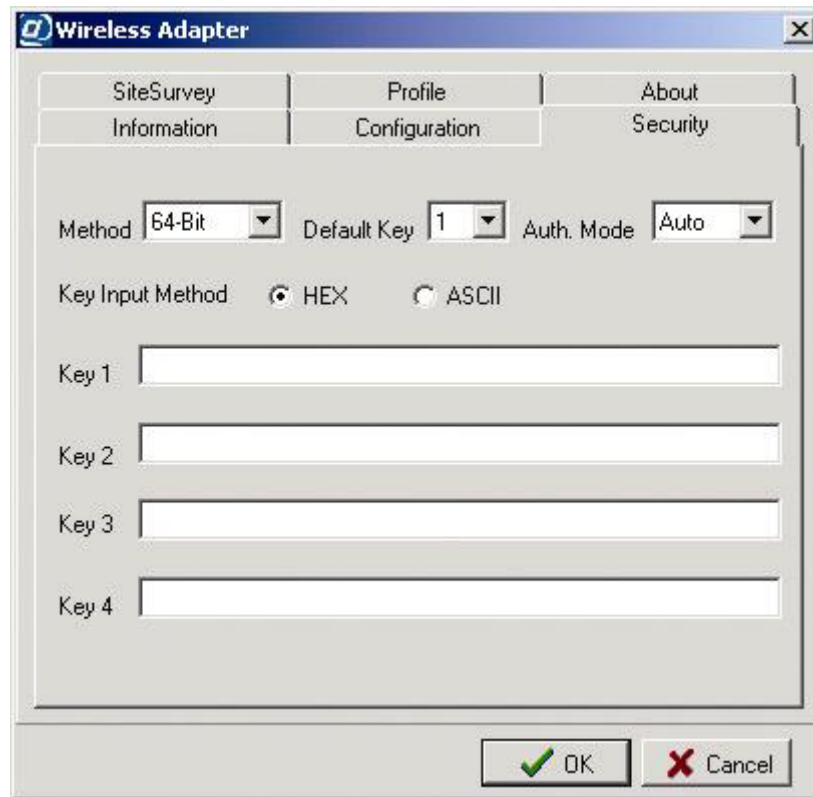 Wireless Adapter
SiteSurvey Profile About
Information Configuration Security
Method 64-Bit Default Key 1 Auth. Mode Auto
Key Input Method HEX ASCII
Key 1
Key 2
Key 3
Key 4
OK Cancel